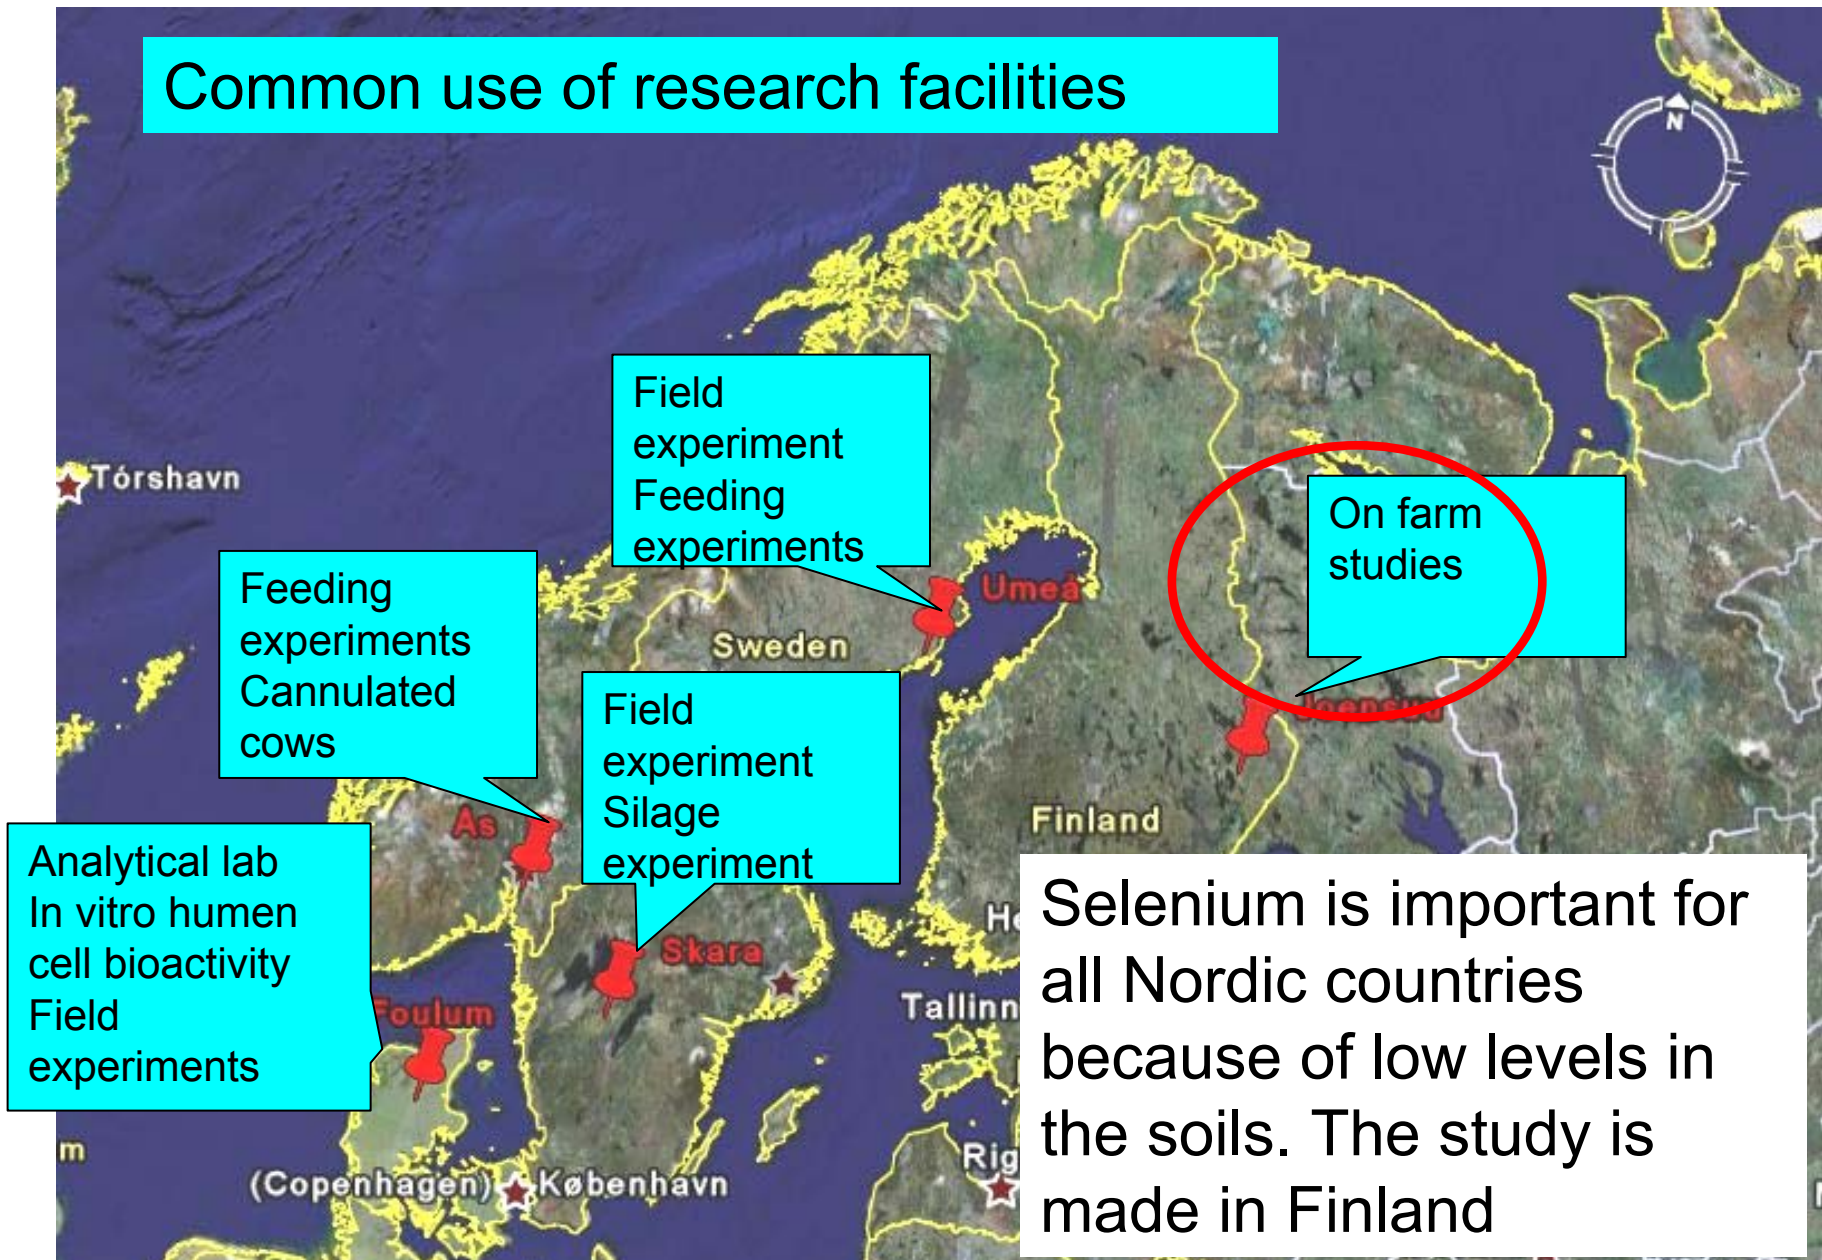 Common use of research facilities
N
Tórshavn
Field
experiment
Feeding
experiments
On farm
studies
Umeå
Feeding
experiments
Cannulated
cows
Sweden
Field
experiment
Silage
experiment
Joensuu
Finland
Ås
Analytical lab
In vitro humen
cell bioactivity
Field
experiments
Skara
He
Foulum
Tallinn
Selenium is important for
all Nordic countries
because of low levels in
the soils. The study is
made in Finland
m
(Copenhagen)
København
Rig